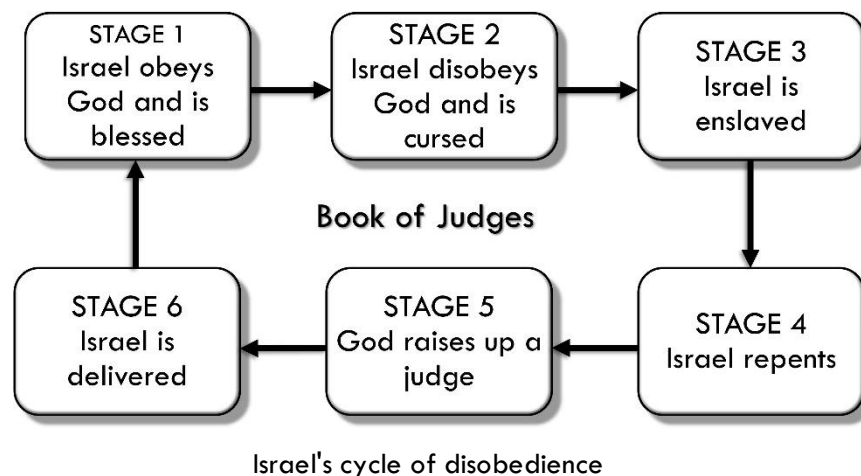 STAGE 1
Israel obeys
God and is
blessed
STAGE 2
Israel disobeys
God and is
cursed
STAGE 3
Israel is
enslaved
Book of Judges
STAGE 6
Israel is
delivered
STAGE 5
God raises up a
judge
STAGE 4
Israel repents
Israel's cycle of disobedience